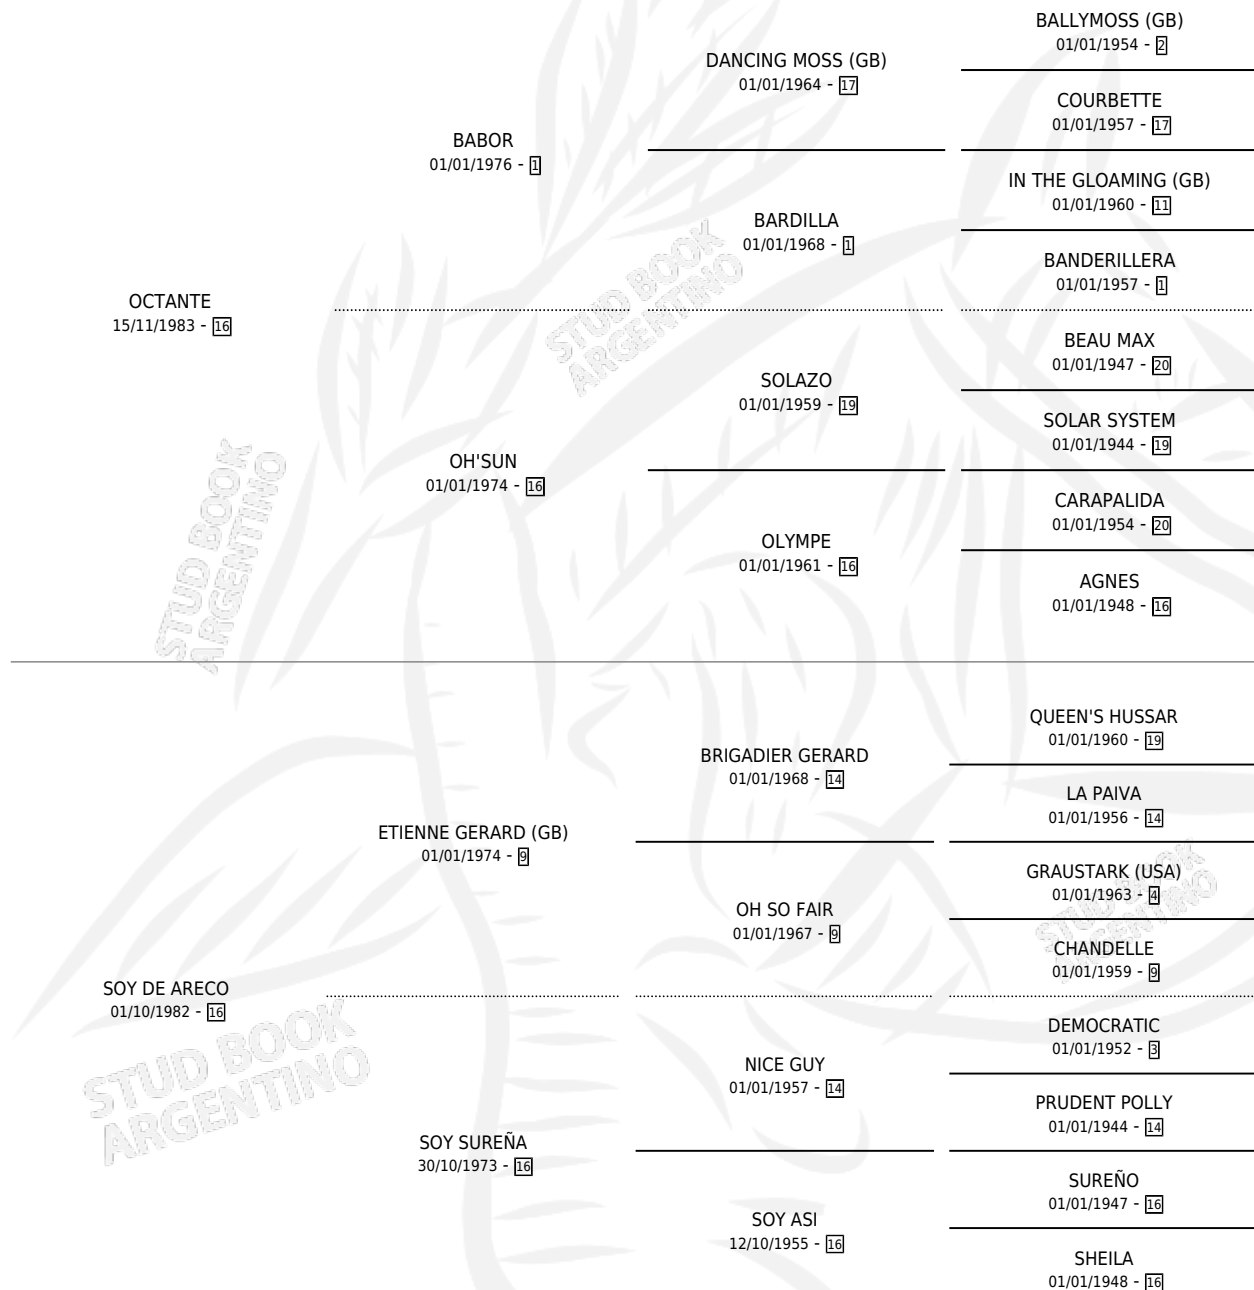 BALLYMOSS (GB)
01/01/1954 - 2
DANCING MOSS (GB)
01/01/1964 - 17
COURBETTE
01/01/1957 - 17
BABOR
01/01/1976 - 1
IN THE GLOAMING (GB)
01/01/1960 - 11
BARDILLA
01/01/1968 - 1
BANDERILLERA
01/01/1957 - 1
OCTANTE
15/11/1983 - 16
BEAU MAX
01/01/1947 - 20
SOLAZO
01/01/1959 - 19
SOLAR SYSTEM
01/01/1944 - 19
OH'SUN
01/01/1974 - 16
CARAPALIDA
01/01/1954 - 20
OLYMPE
01/01/1961 - 16
AGNES
01/01/1948 - 16
QUEEN'S HUSSAR
01/01/1960 - 19
BRIGADIER GERARD
01/01/1968 - 14
LA PAIVA
01/01/1956 - 14
ETIENNE GERARD (GB)
01/01/1974 - 9
GRAUSTARK (USA)
01/01/1963 - 4
OH SO FAIR
01/01/1967 - 9
CHANDELLE
01/01/1959 - 9
SOY DE ARECO
01/10/1982 - 16
DEMOCRATIC
01/01/1952 - 3
NICE GUY
01/01/1957 - 14
PRUDENT POLLY
01/01/1944 - 14
SOY SUREÑA
30/10/1973 - 16
SUREÑO
01/01/1947 - 16
SOY ASI
12/10/1955 - 16
SHEILA
01/01/1948 - 16
STUD BOOK
ARGENTINO
STUD BOOK
ARGENTINO
STUD BOOK
ARGENTINO
STUD BOOK
ARGENTINO